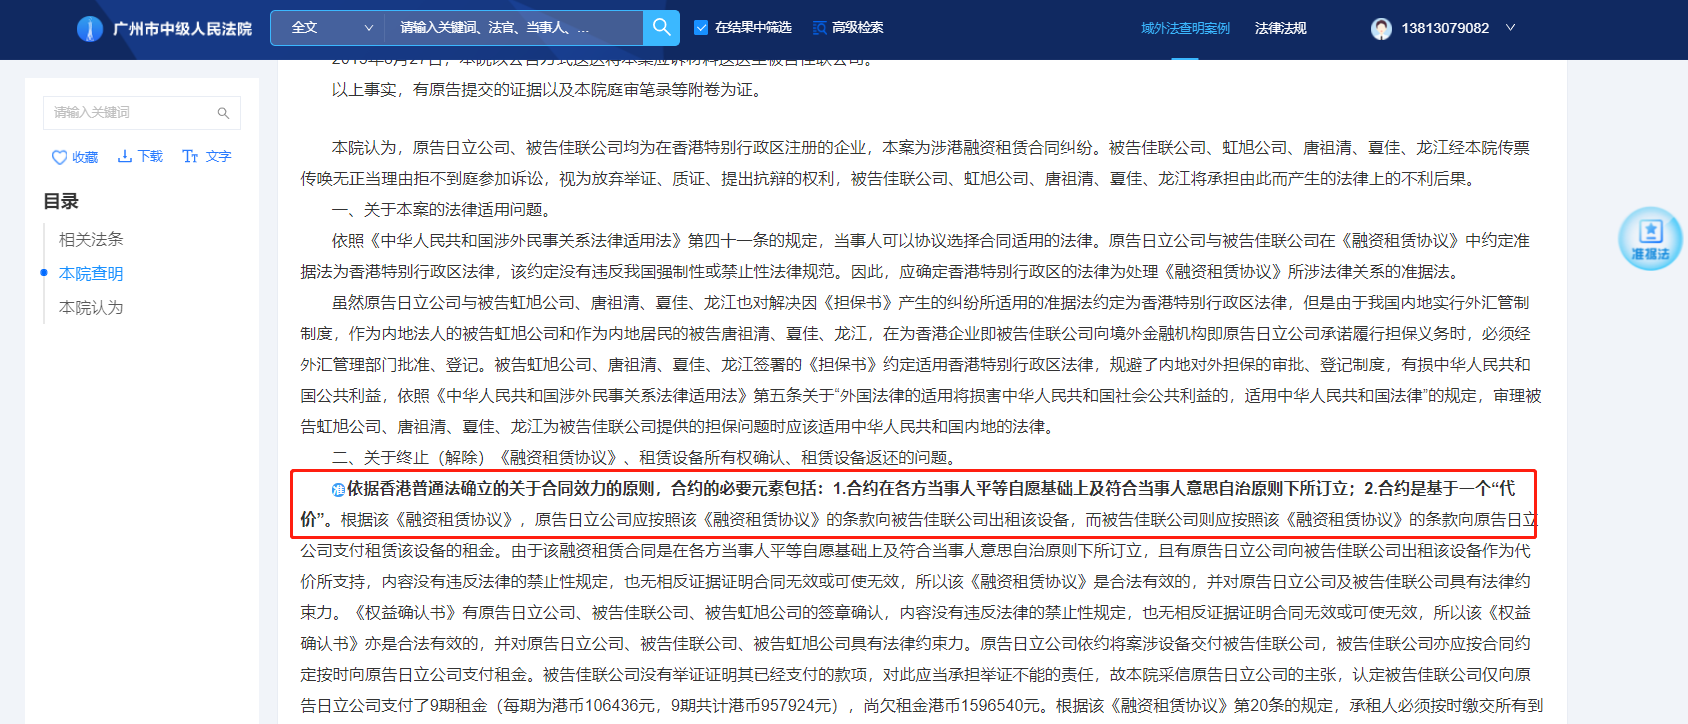 广州市中级人民法院 全文 请输入关键词、法官、当事人、... 在结果中筛选 高级检索 域外法查明案例 法律法规 13813079082
请输入关键词
收藏 下载 TT 文字
目录
相关法条
本院查明
本院认为
以上事实，有原告提交的证据以及本院庭审笔录等附卷为证。
本院认为，原告日立公司、被告佳联公司均为在香港特别行政区注册的企业，本案为涉港融资租赁合同纠纷。被告佳联公司、虹旭公司、唐祖清、夏佳、龙江经本院传票
传唤无正当理由拒不到庭参加诉讼，视为放弃举证、质证、提出抗辩的权利，被告佳联公司、虹旭公司、唐祖清、夏佳、龙江将承担由此而产生的法律上的不利后果。
一、关于本案的法律适用问题。
依照《中华人民共和国涉外民事关系法律适用法》第四十一条的规定，当事人可以协议选择合同适用的法律。原告日立公司与被告佳联公司在《融资租赁协议》中约定准
据法为香港特别行政区法律，该约定没有违反我国强制性或禁止性法律规范。因此，应确定香港特别行政区的法律为处理《融资租赁协议》所涉法律关系的准据法。
虽然原告日立公司与被告虹旭公司、唐祖清、夏佳、龙江也对解决因《担保书》产生的纠纷所适用的准据法约定为香港特别行政区法律，但是由于我国内地实行外汇管制
制度，作为内地法人的被告虹旭公司和作为内地居民的被告唐祖清、夏佳、龙江，在为香港企业即被告佳联公司向境外金融机构即原告日立公司承诺履行担保义务时，必须经
外汇管理部门批准、登记。被告虹旭公司、唐祖清、夏佳、龙江签署的《担保书》约定适用香港特别行政区法律，规避了内地对外担保的审批、登记制度，有损中华人民共和
国公共利益，依照《中华人民共和国涉外民事关系法律适用法》第五条关于“外国法律的适用将损害中华人民共和国社会公共利益的，适用中华人民共和国法律”的规定，审理被
告虹旭公司、唐祖清、夏佳、龙江为被告佳联公司提供的担保问题时应该适用中华人民共和国内地的法律。
二、关于终止（解除）《融资租赁协议》、租赁设备所有权确认、租赁设备返还的问题。
准 依据香港普通法确立的关于合同效力的原则，合约的必要元素包括：1.合约在各方当事人平等自愿基础上及符合当事人意思自治原则下所订立；2.合约是基于一个“代
价”。根据该《融资租赁协议》，原告日立公司应按照该《融资租赁协议》的条款向被告佳联公司出租该设备，而被告佳联公司则应按照该《融资租赁协议》的条款向原告日立
公司支付租赁该设备的租金。由于该融资租赁合同是在各方当事人平等自愿基础上及符合当事人意思自治原则下所订立，且有原告日立公司向被告佳联公司出租该设备作为代
价所支持，内容没有违反法律的禁止性规定，也无相反证据证明合同无效或可使无效，所以该《融资租赁协议》是合法有效的，并对原告日立公司及被告佳联公司具有法律约
束力。《权益确认书》有原告日立公司、被告佳联公司、被告虹旭公司的签章确认，内容没有违反法律的禁止性规定，也无相反证据证明合同无效或可使无效，所以该《权益
确认书》亦是合法有效的，并对原告日立公司、被告佳联公司、被告虹旭公司具有法律约束力。原告日立公司依约将案涉设备交付被告佳联公司，被告佳联公司亦应按合同约
定按时向原告日立公司支付租金。被告佳联公司没有举证证明其已经支付的款项，对此应当承担举证不能的责任，故本院采信原告日立公司的主张，认定被告佳联公司仅向原
告日立公司支付了9期租金（每期为港币106436元，9期共计港币957924元），尚欠租金港币1596540元。根据该《融资租赁协议》第20条的规定，承租人必须按时缴交所有到
准据法